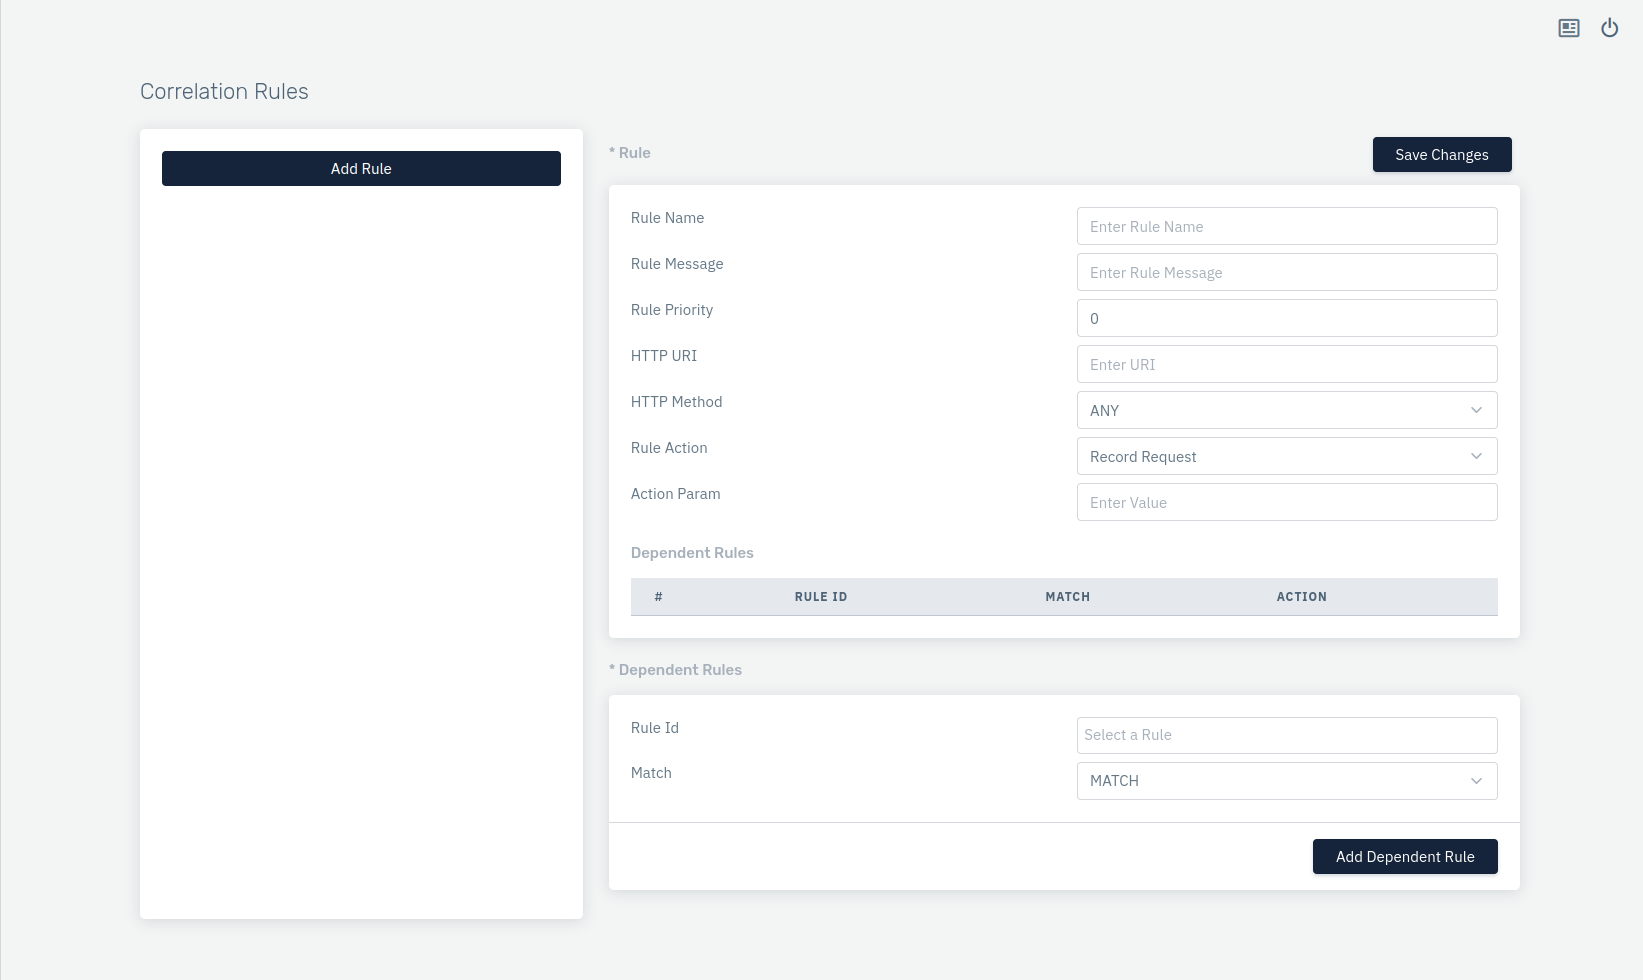 Correlation Rules
Add Rule
* Rule
Save Changes
Rule Name
Enter Rule Name
Rule Message
Enter Rule Message
Rule Priority
0
HTTP URI
Enter URI
HTTP Method
ANY
Rule Action
Record Request
Action Param
Enter Value
Dependent Rules
# RULE ID MATCH ACTION
* Dependent Rules
Rule Id
Select a Rule
Match
MATCH
Add Dependent Rule